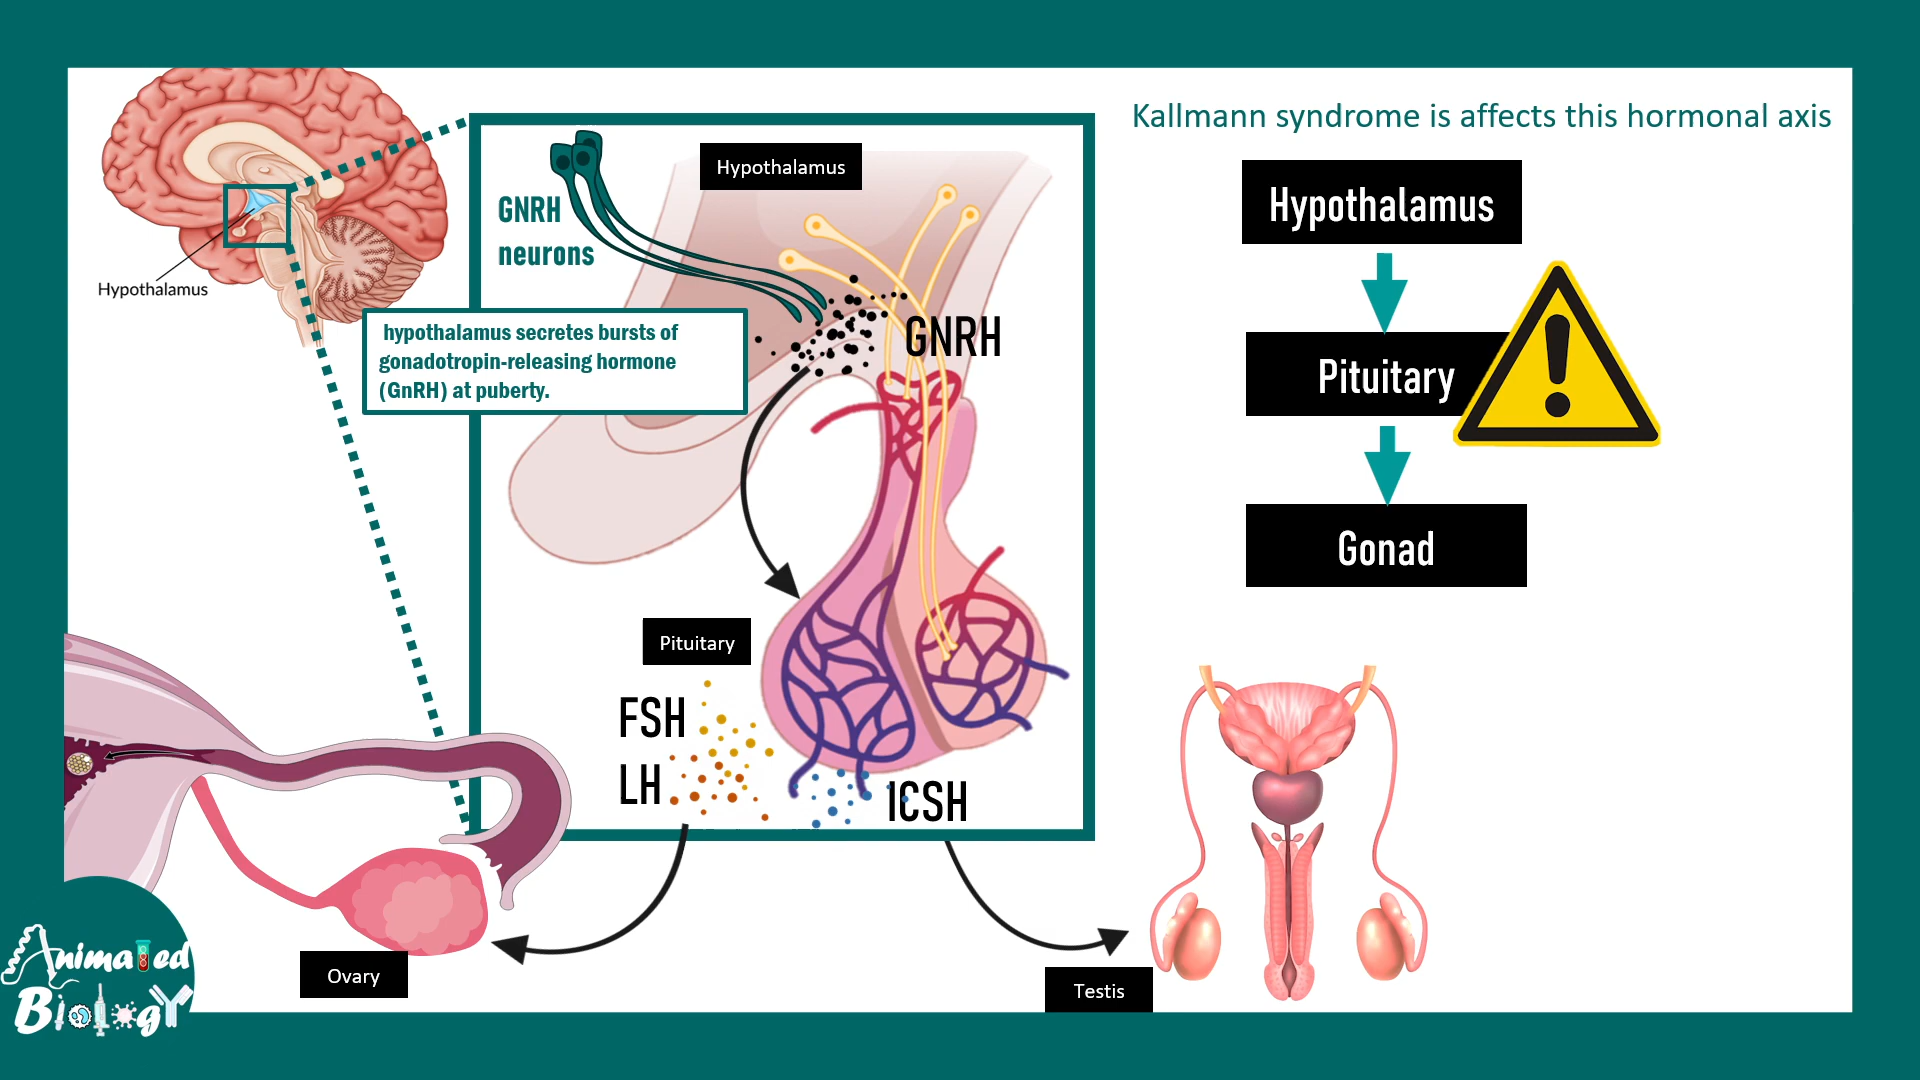 Kallmann syndrome is affects this hormonal axis
Hypothalamus
GNRH
neurons
Hypothalamus
Hypothalamus
hypothalamus secretes bursts of
gonadotropin-releasing hormone
(GnRH) at puberty.
GNRH
Pituitary
Gonad
Pituitary
FSH
LH
ICSH
Ovary
Testis
Animated
Biology